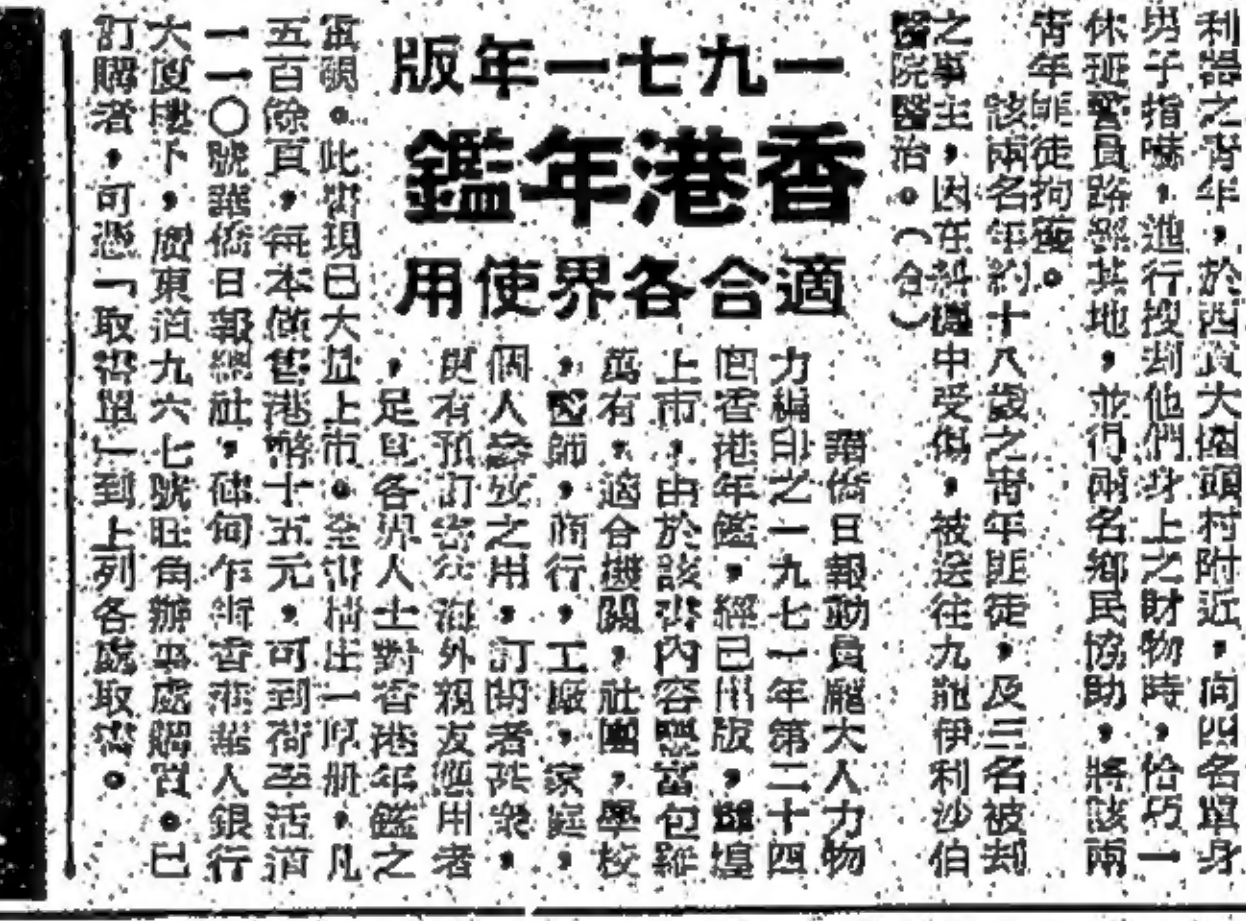 利器之青年，於西貢大埔頭村附近，向四名單身
男子指嚇，進行搜刦他們身上之財物時，恰巧一
休班警員路經其地，並得兩名鄉民協助，將該兩
青年匪徒拘獲。
該兩名年約十八歲之青年匪徒，及三名被刦
之事主，因在糾纏中受傷，被送往九龍伊利沙伯
醫院醫治。（合）
一九七一年版
香港年鑑
適合各界使用
華僑日報動員龐大人力物
力編印之一九七一年第二十四
囘香港年鑑，經已出版，
上市，由於該書內容豐富包羅
萬有，適合機關，社團，學校
，醫師，商行，工廠，家庭，
個人參攷之用，訂閱者甚衆，
更有預訂寄給海外親友應用者
，足見各界人士對香港年鑑之
重視。此書現已大量上市。全書精庄一厚册，凡
五百餘頁，每本價售港幣十五元，可到荷李活道
一一〇號華僑日報總社，砵甸乍街香港華人銀行
大廈樓下，廣東道九六七號旺角辦事處購買。已
訂購者，可憑「取書單」到上列各處取書。